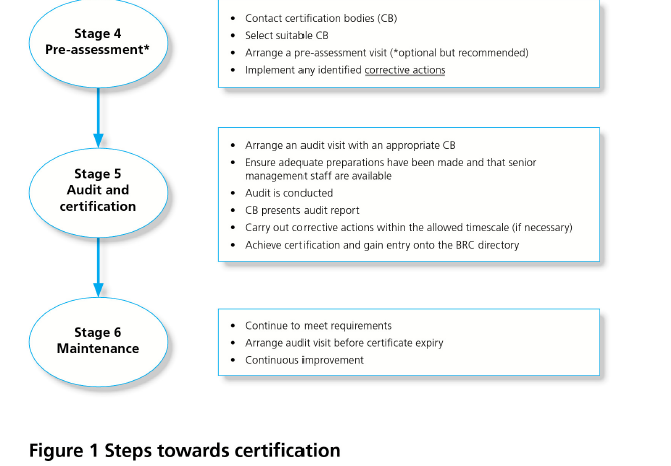 Stage 4
Pre-assessment*
• Contact certification bodies (CB)
• Select suitable CB
• Arrange a pre-assessment visit (*optional but recommended)
• Implement any identified corrective actions
Stage 5
Audit and
certification
• Arrange an audit visit with an appropriate CB
• Ensure adequate preparations have been made and that senior
management staff are available
• Audit is conducted
• CB presents audit report
• Carry out corrective actions within the allowed timescale (if necessary)
• Achieve certification and gain entry onto the BRC directory
Stage 6
Maintenance
• Continue to meet requirements
• Arrange audit visit before certificate expiry
• Continuous improvement
Figure 1 Steps towards certification